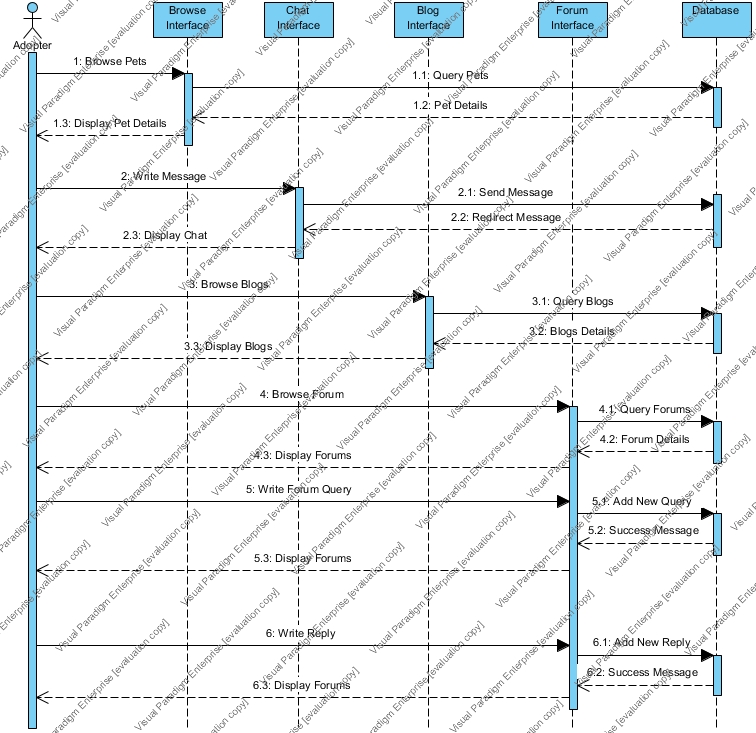 Browse
Interface
Chat
Interface
Blog
Interface
Forum
Interface
Database
Adopter
1: Browse Pets
1.1: Query Pets
1.2: Pet Details
1.3: Display Pet Details
2: Write Message
2.1: Send Message
2.2: Redirect Message
2.3: Display Chat
3: Browse Blogs
3.1: Query Blogs
3.2: Blogs Details
3.3: Display Blogs
4: Browse Forum
4.1: Query Forums
4.2: Forum Details
4.3: Display Forums
5: Write Forum Query
5.1: Add New Query
5.2: Success Message
5.3: Display Forums
6: Write Reply
6.1: Add New Reply
6.2: Success Message
6.3: Display Forums
Visual Paradigm Enterprise [evaluation copy]